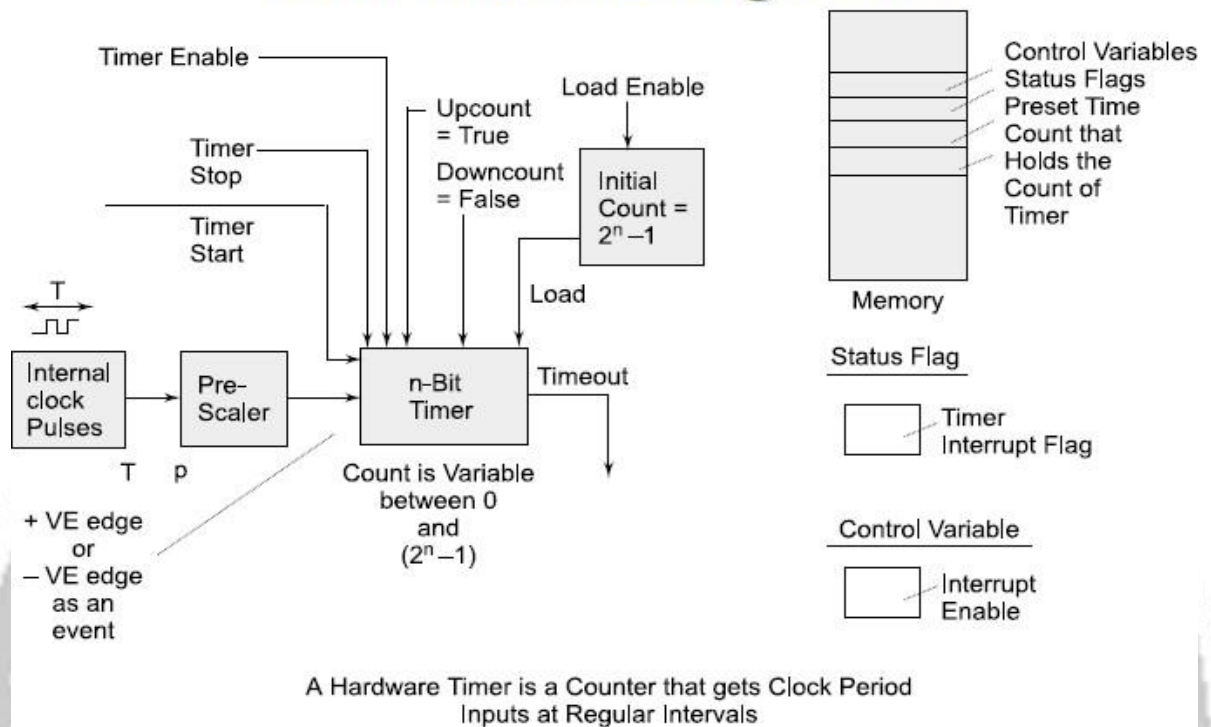 Timer Enable
Timer
Stop
Timer
Start
Upcount
= True
Downcount
= False
Load Enable
Initial
Count =
2ⁿ –1
Load
T
Internal
clock
Pulses
Pre-
Scaler
n-Bit
Timer
Timeout
T
p
Count is Variable
between 0
and
(2ⁿ –1)
+ VE edge
or
– VE edge
as an
event
Control Variables
Status Flags
Preset Time
Count that
Holds the
Count of
Timer
Memory
Status Flag
Timer
Interrupt Flag
Control Variable
Interrupt
Enable
A Hardware Timer is a Counter that gets Clock Period
Inputs at Regular Intervals